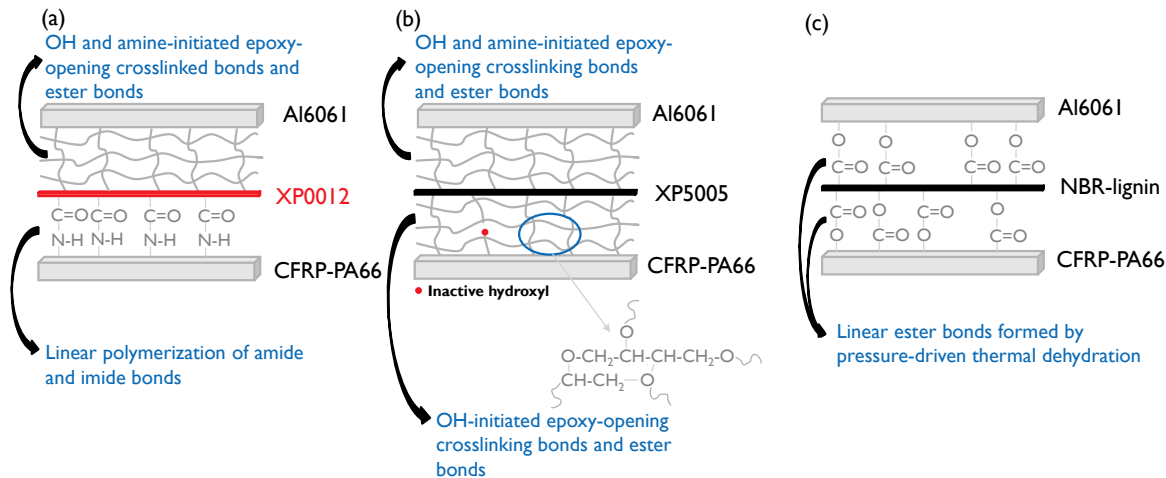 (a)
OH and amine-initiated epoxy-
opening crosslinked bonds and
ester bonds
Al6061
XP0012
C=O C=O C=O C=O
N-H N-H N-H N-H
CFRP-PA66
Linear polymerization of amide
and imide bonds
(b)
OH and amine-initiated epoxy-
opening crosslinking bonds
and ester bonds
Al6061
XP5005
CFRP-PA66
• Inactive hydroxyl
O
O-CH₂-CH-CH-CH₂-O
CH-CH₂-O
OH-initiated epoxy-opening
crosslinking bonds and ester
bonds
(c)
Al6061
O O O O
C=O C=O C=O C=O
NBR-lignin
C=O O C=O O
O C=O O C=O
CFRP-PA66
Linear ester bonds formed by
pressure-driven thermal dehydration